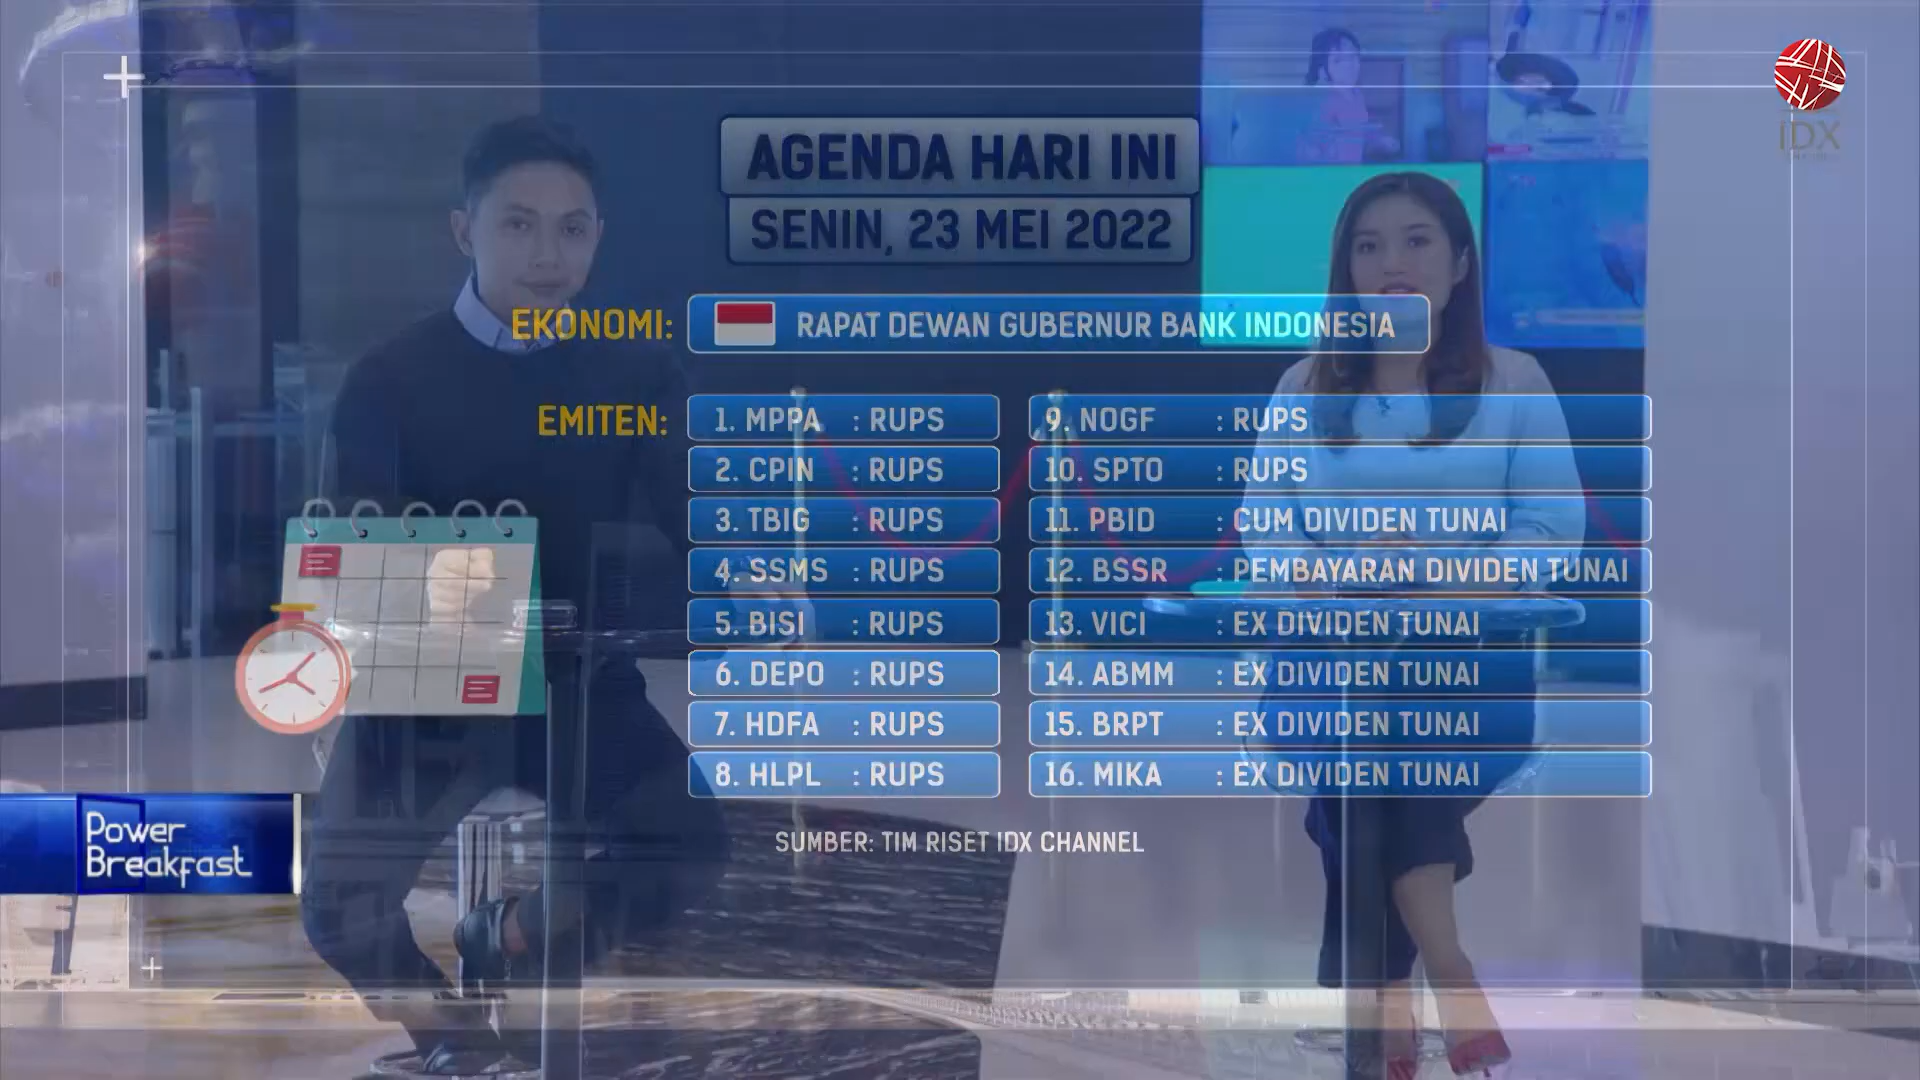 IDX
AGENDA HARI INI
SENIN, 23 MEI 2022
EKONOMI: RAPAT DEWAN GUBERNUR BANK INDONESIA
EMITEN:
1. MPPA : RUPS
2. CPIN : RUPS
3. TBIG : RUPS
4. SSMS : RUPS
5. BISI : RUPS
6. DEPO : RUPS
7. HDFA : RUPS
8. HLPL : RUPS
9. NOGF : RUPS
10. SPTO : RUPS
11. PBID : CUM DIVIDEN TUNAI
12. BSSR : PEMBAYARAN DIVIDEN TUNAI
13. VICI : EX DIVIDEN TUNAI
14. ABMM : EX DIVIDEN TUNAI
15. BRPT : EX DIVIDEN TUNAI
16. MIKA : EX DIVIDEN TUNAI
SUMBER: TIM RISET IDX CHANNEL
Power
Breakfast